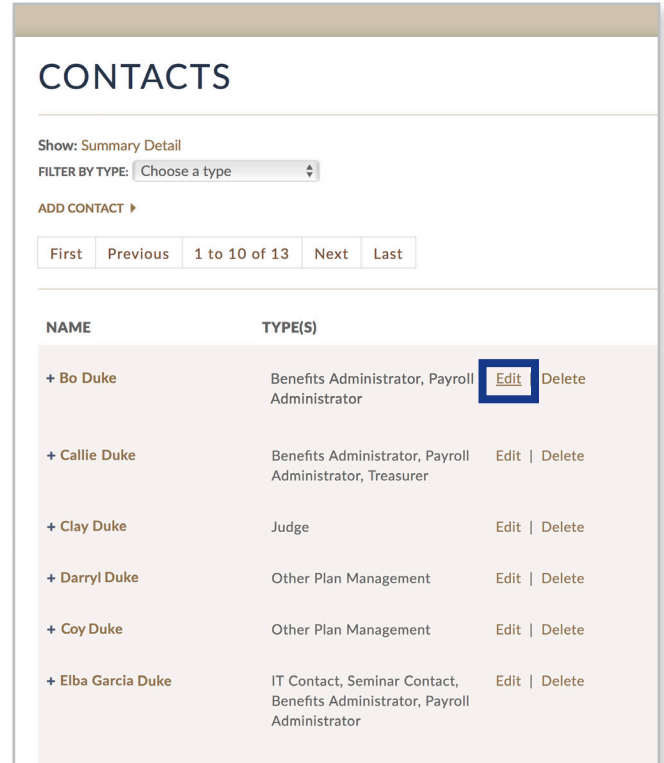 CONTACTS
Show: Summary Detail
FILTER BY TYPE: Choose a type
ADD CONTACT
First Previous 1 to 10 of 13 Next Last
NAME TYPE(S)
+ Bo Duke Benefits Administrator, Payroll Edit | Delete
Administrator
+ Callie Duke Benefits Administrator, Payroll Edit | Delete
Administrator, Treasurer
+ Clay Duke Judge Edit | Delete
+ Darryl Duke Other Plan Management Edit | Delete
+ Coy Duke Other Plan Management Edit | Delete
+ Elba Garcia Duke IT Contact, Seminar Contact, Edit | Delete
Benefits Administrator, Payroll
Administrator